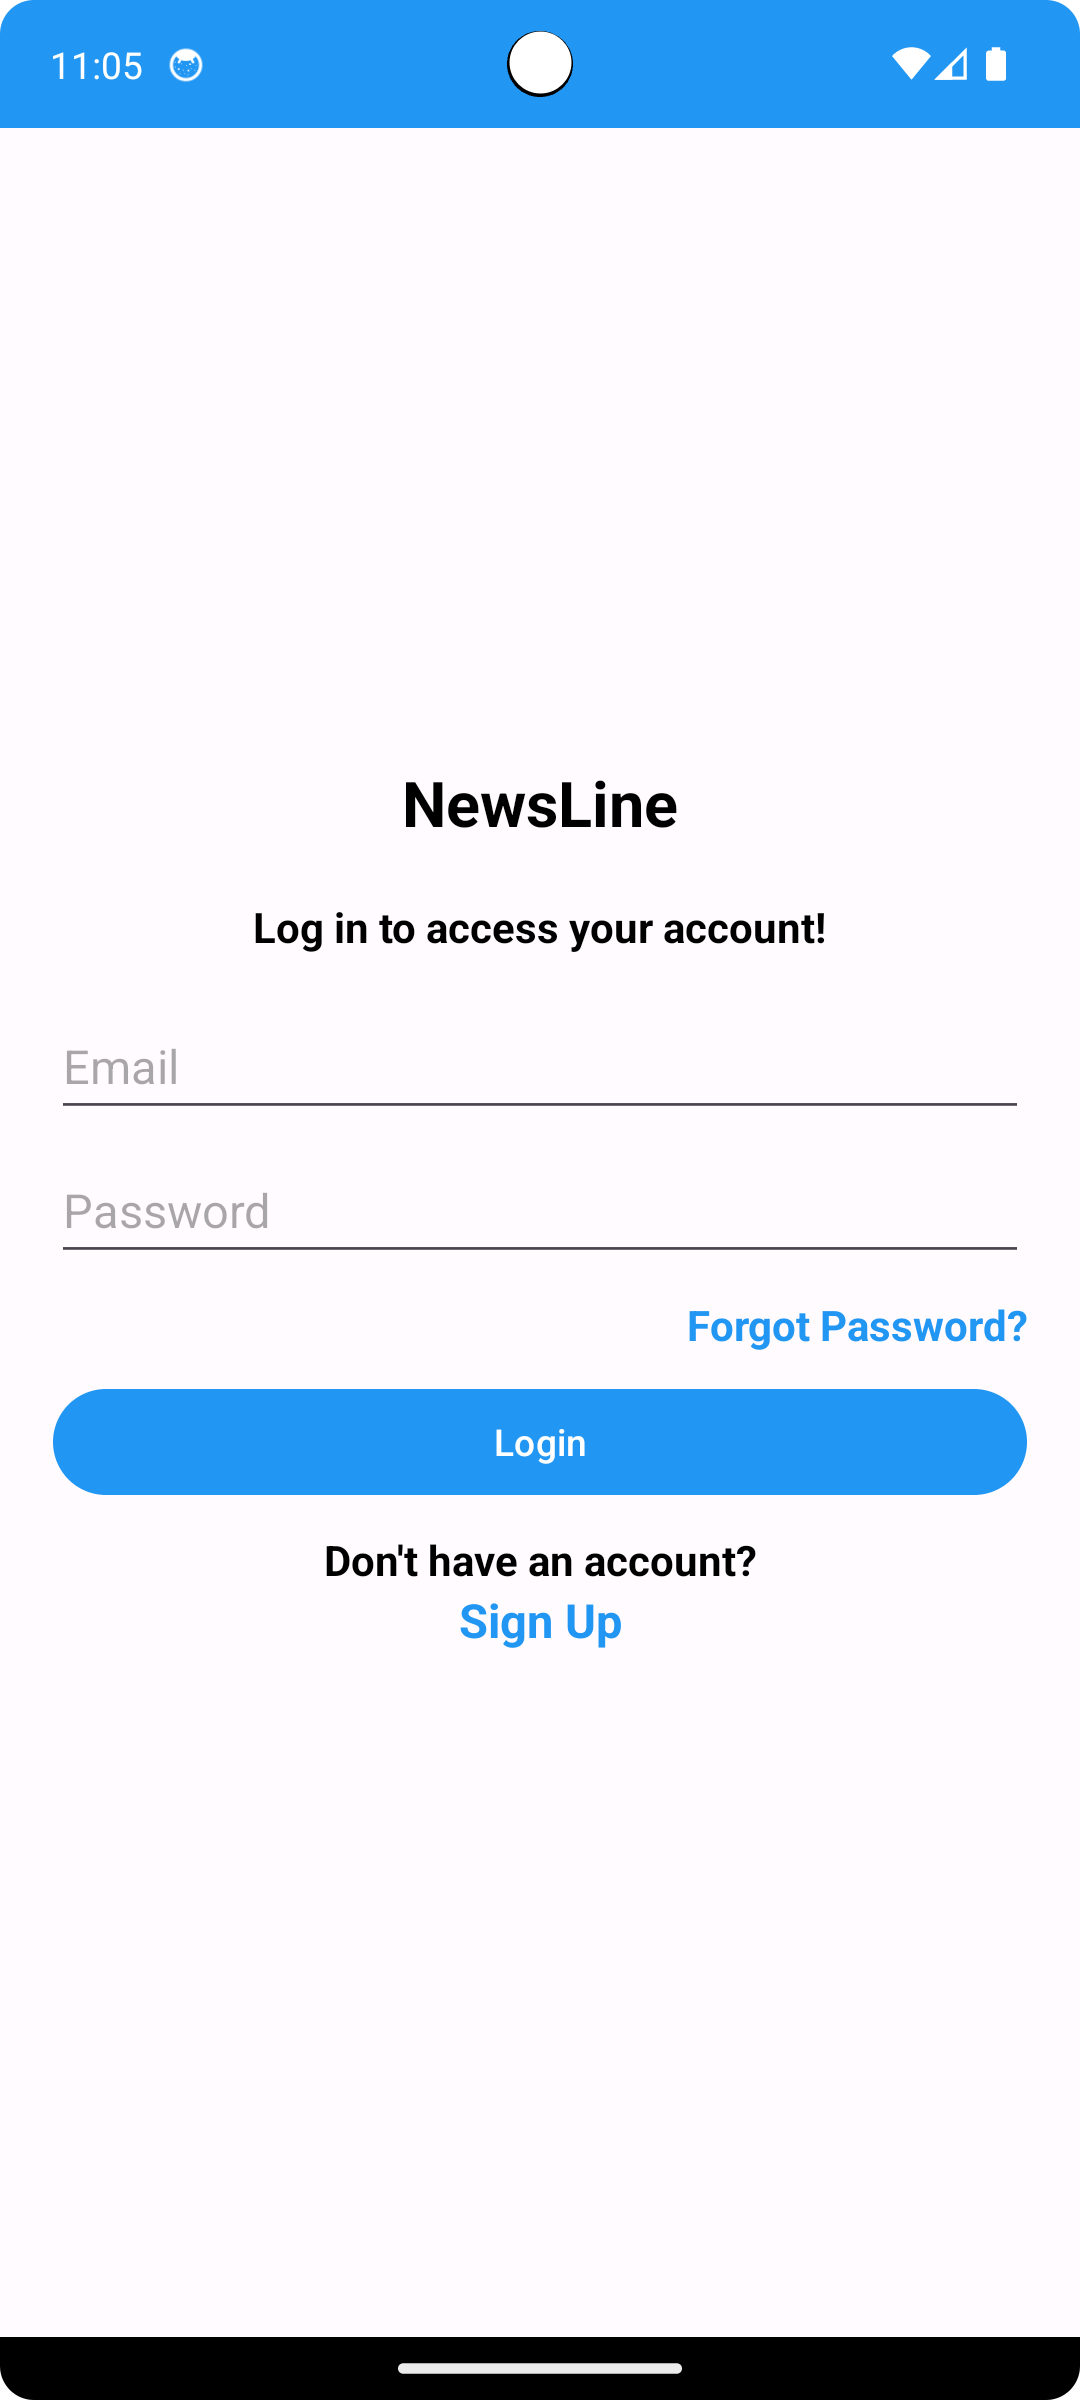 11:05
NewsLine
Log in to access your account!
Email
Password
Forgot Password?
Login
Don't have an account?
Sign Up